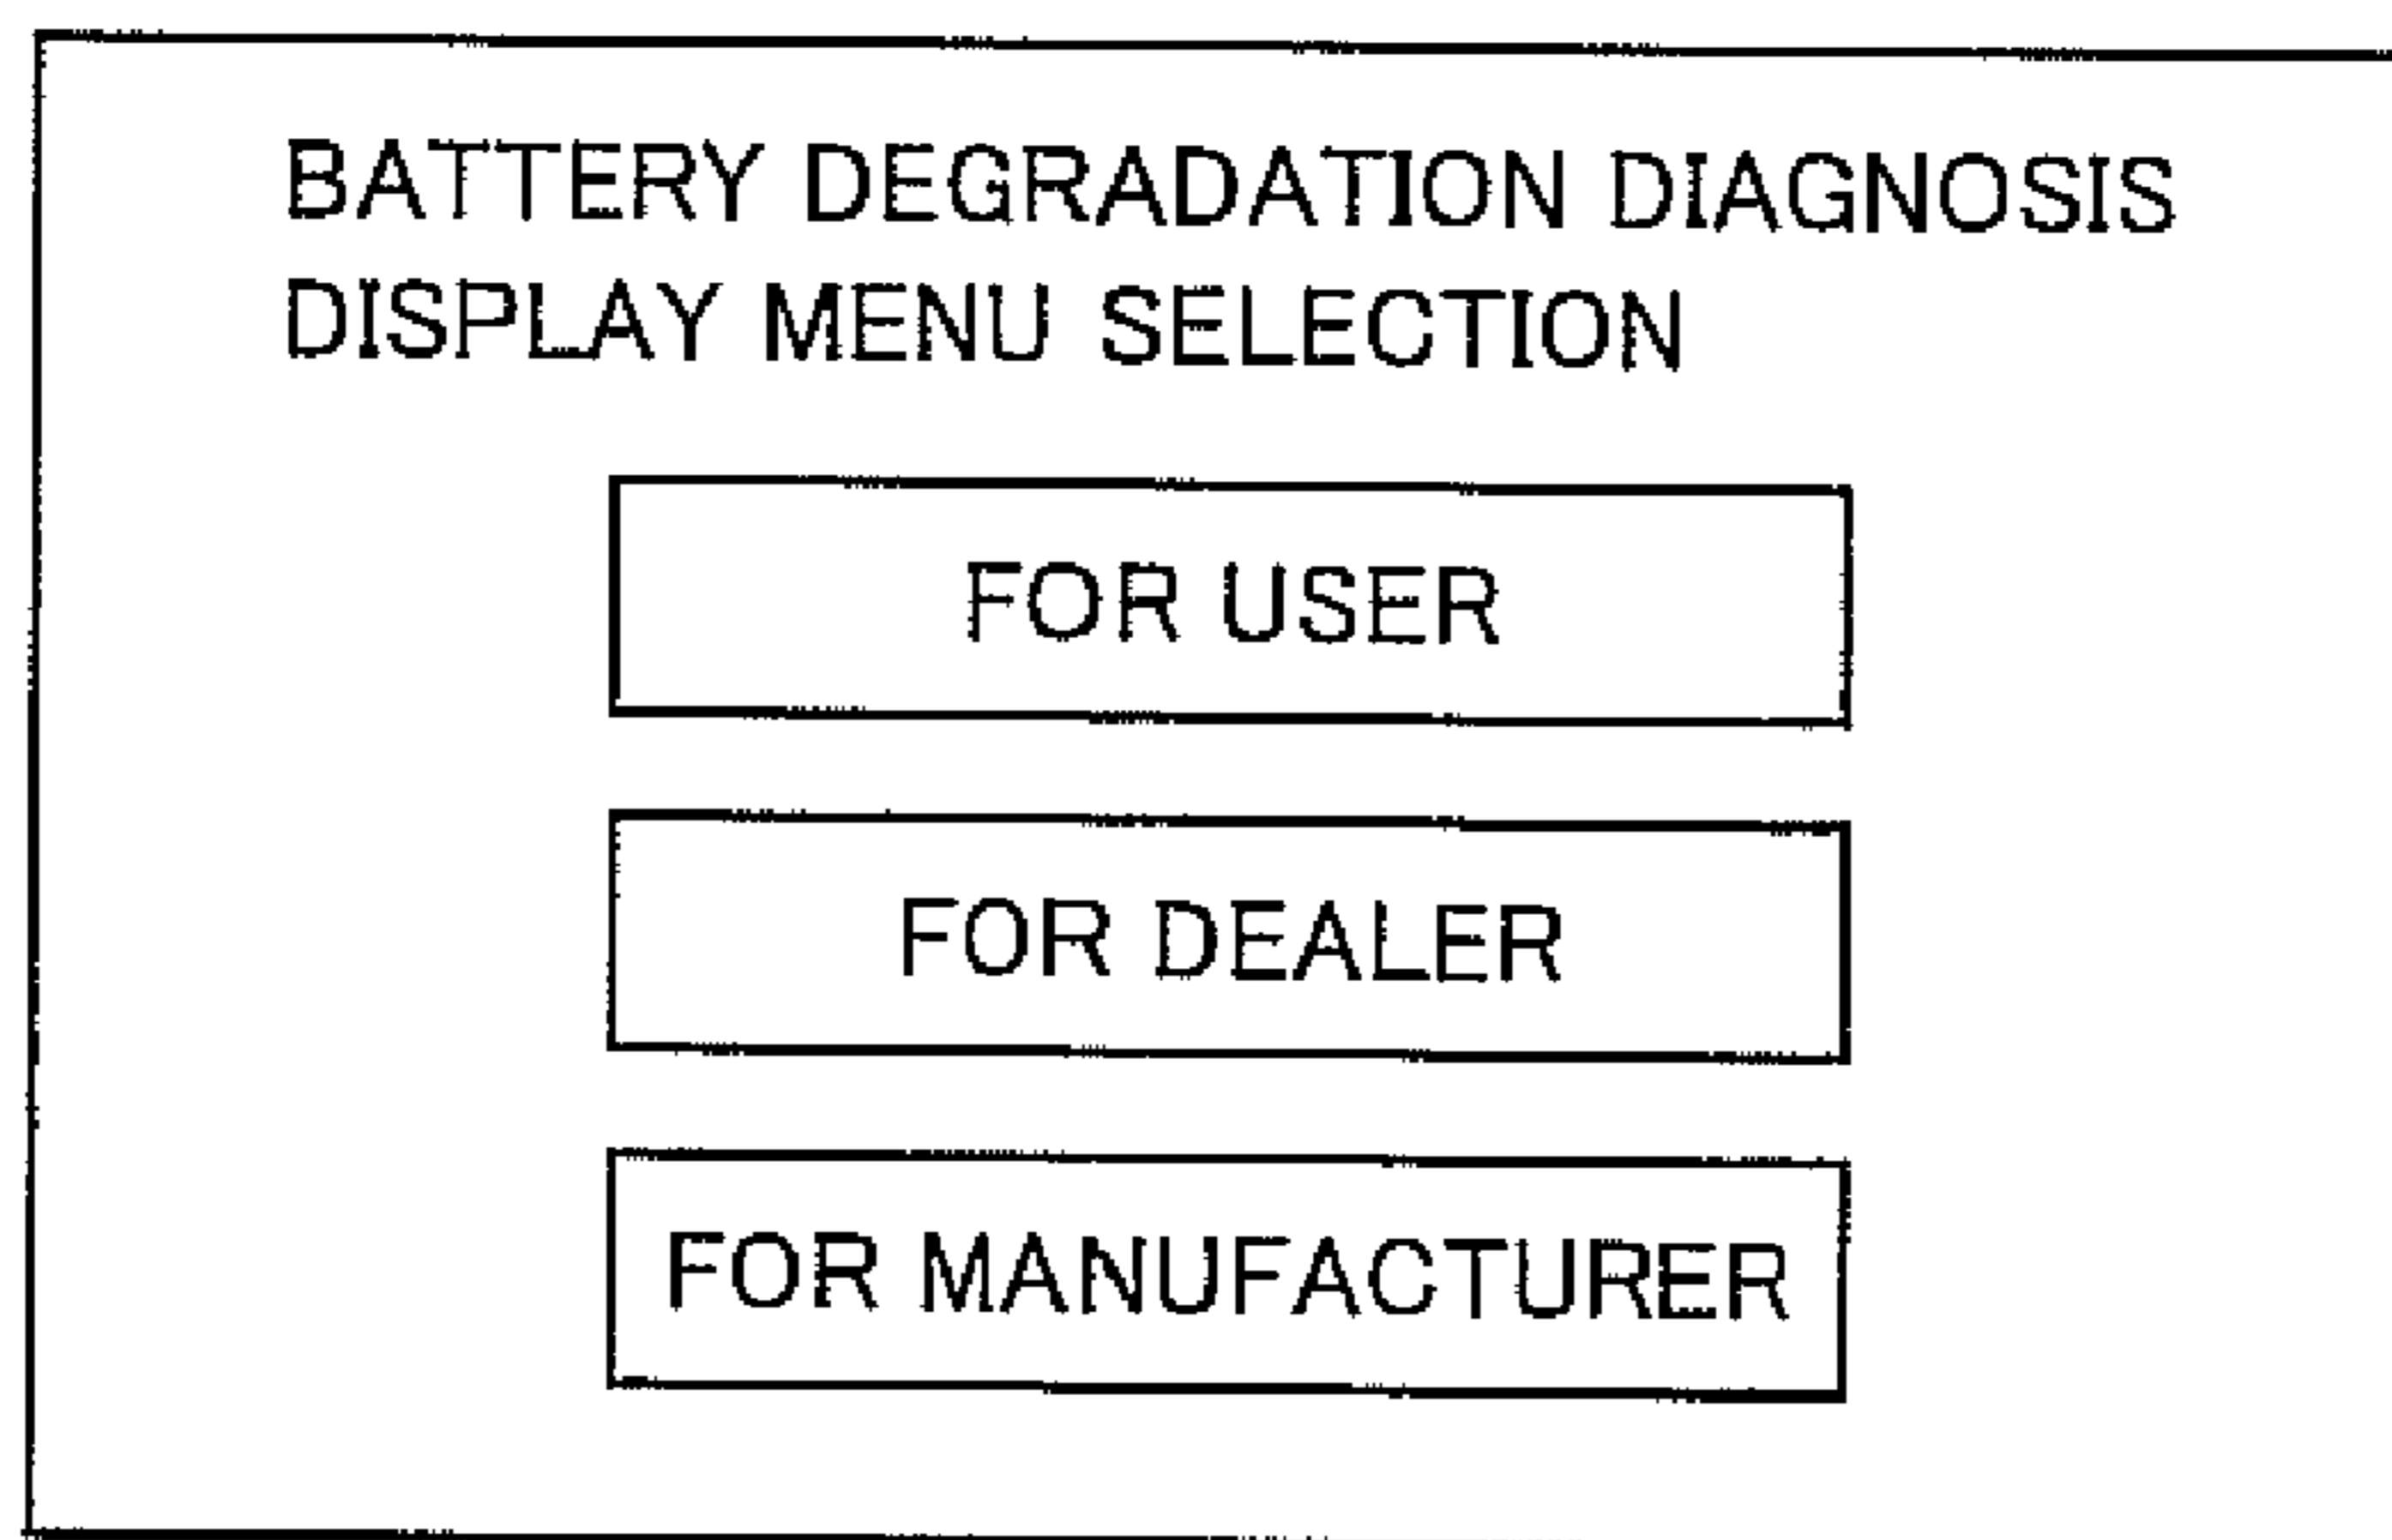 BATTERY DEGRADATION DIAGNOSIS
DISPLAY MENU SELECTION
FOR USER
FOR DEALER
FOR MANUFACTURER